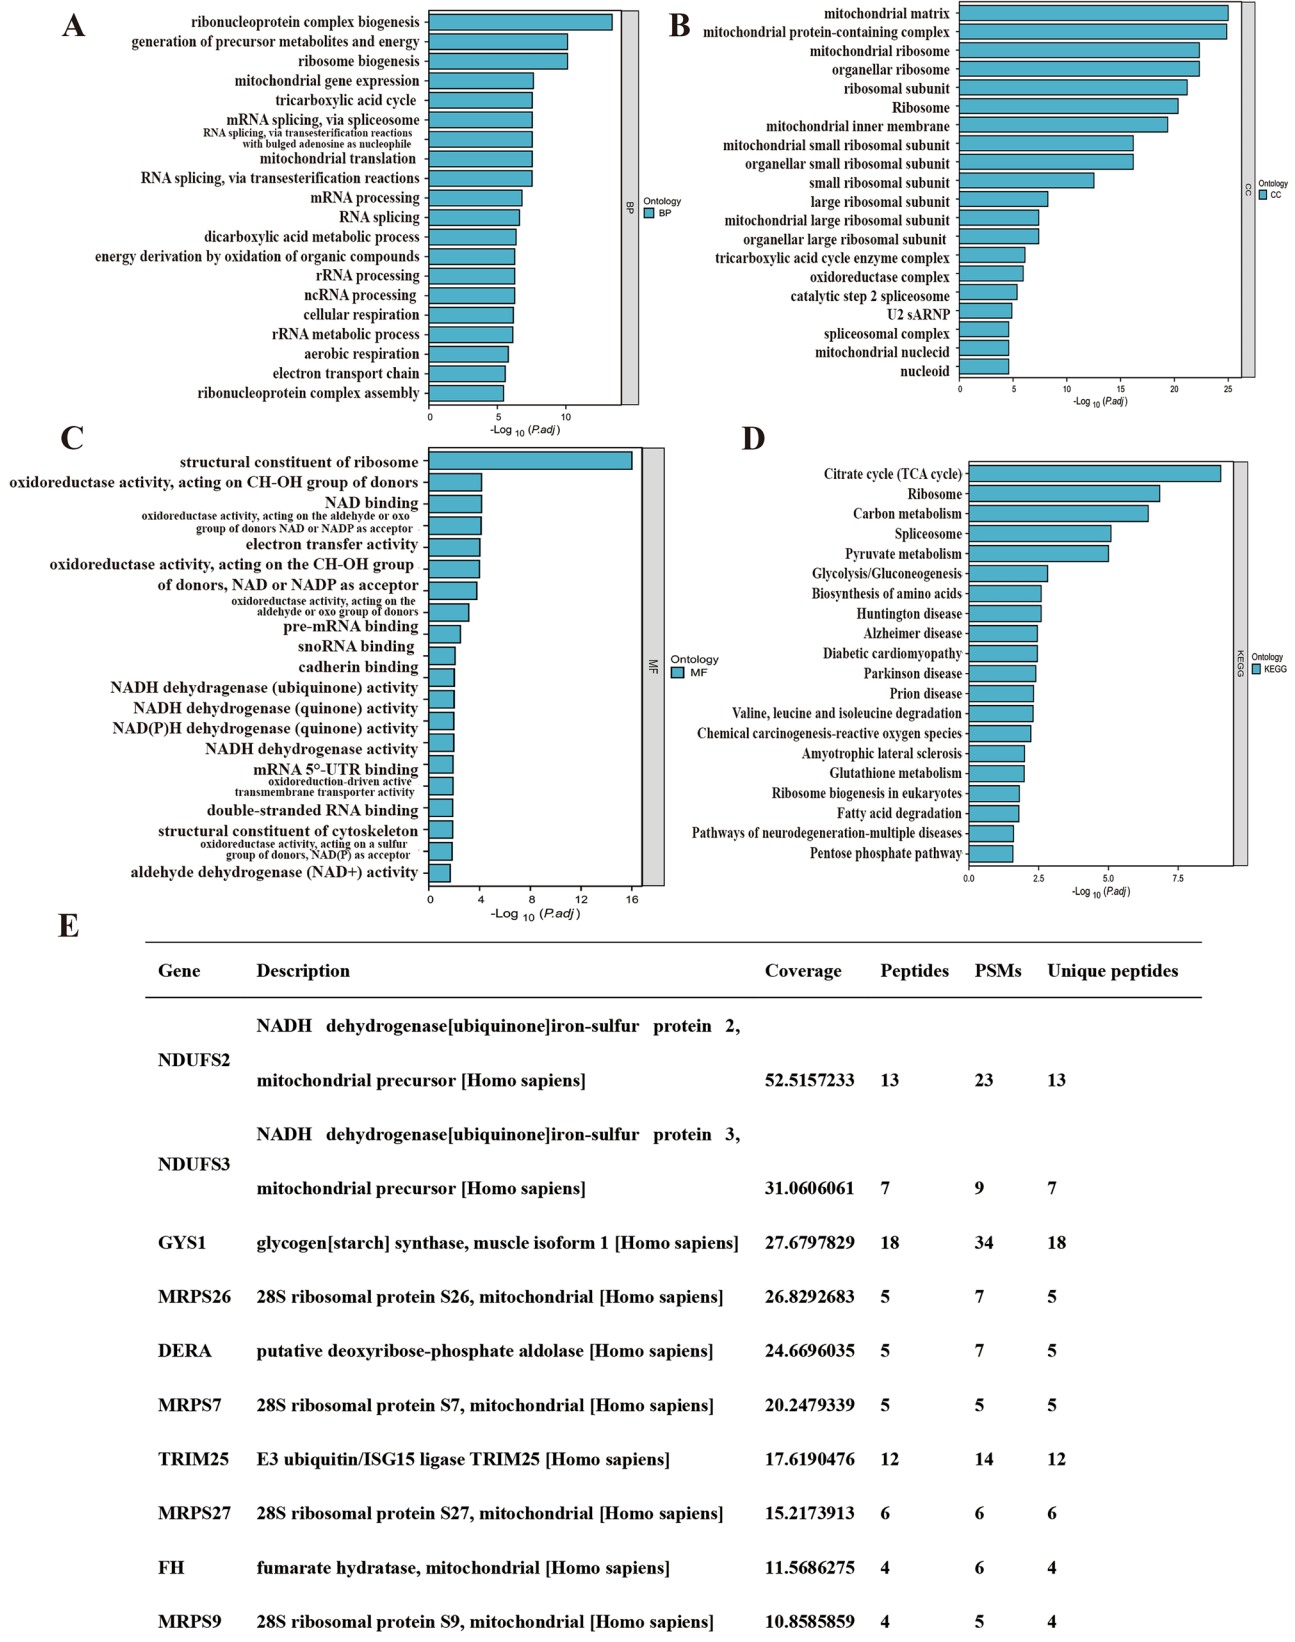 A
ribonucleoprotein complex biogenesis
generation of precursor metabolites and energy
ribosome biogenesis
mitochondrial gene expression
tricarboxylic acid cycle
mRNA splicing, via spliceosome
RNA splicing, via transesterification reactions
with bulged adenosine as nucleophile
mitochondrial translation
RNA splicing, via transesterification reactions
mRNA processing
RNA splicing
dicarboxylic acid metabolic process
energy derivation by oxidation of organic compounds
rRNA processing
ncRNA processing
cellular respiration
rRNA metabolic process
aerobic respiration
electron transport chain
ribonucleoprotein complex assembly
0 5 10
-Log 10 (P.adj)
BP
Ontology
BP
B
mitochondrial matrix
mitochondrial protein-containing complex
mitochondrial ribosome
organellar ribosome
ribosomal subunit
Ribosome
mitochondrial inner membrane
mitochondrial small ribosomal subunit
organellar small ribosomal subunit
small ribosomal subunit
large ribosomal subunit
mitochondrial large ribosomal subunit
organellar large ribosomal subunit
tricarboxylic acid cycle enzyme complex
oxidoreductase complex
catalytic step 2 spliceosome
U2 sARNP
spliceosomal complex
mitochondrial nuclecid
nucleoid
0 5 10 15 20 25
-Log 10 (P.adj)
CC
Ontology
CC
C
structural constituent of ribosome
oxidoreductase activity, acting on CH-OH group of donors
NAD binding
oxidoreductase activity, acting on the aldehyde or oxo
group of donors NAD or NADP as acceptor
electron transfer activity
oxidoreductase activity, acting on the CH-OH group
of donors, NAD or NADP as acceptor
oxidoreductase activity, acting on the
aldehyde or oxo group of donors
pre-mRNA binding
snoRNA binding
cadherin binding
NADH dehydragenase (ubiquinone) activity
NADH dehydrogenase (quinone) activity
NAD(P)H dehydrogenase (quinone) activity
NADH dehydrogenase activity
mRNA 5°-UTR binding
oxidoreduction-driven active
transmembrane transporter activity
double-stranded RNA binding
structural constituent of cytoskeleton
oxidoreductase activity, acting on a sulfur
group of donors, NAD(P) as acceptor
aldehyde dehydrogenase (NAD+) activity
0 4 8 12 16
-Log 10 (P.adj)
MF
Ontology
MF
D
Citrate cycle (TCA cycle)
Ribosome
Carbon metabolism
Spliceosome
Pyruvate metabolism
Glycolysis/Gluconeogenesis
Biosynthesis of amino acids
Huntington disease
Alzheimer disease
Diabetic cardiomyopathy
Parkinson disease
Prion disease
Valine, leucine and isoleucine degradation
Chemical carcinogenesis-reactive oxygen species
Amyotrophic lateral sclerosis
Glutathione metabolism
Ribosome biogenesis in eukaryotes
Fatty acid degradation
Pathways of neurodegeneration-multiple diseases
Pentose phosphate pathway
0.0 2.5 5.0 7.5
-Log 10 (P.adj)
KEGG
Ontology
KEGG
E
Gene Description Coverage Peptides PSMs Unique peptides
NADH dehydrogenase[ubiquinone]iron-sulfur protein 2,
NDUFS2
mitochondrial precursor [Homo sapiens] 52.5157233 13 23 13
NADH dehydrogenase[ubiquinone]iron-sulfur protein 3,
NDUFS3
mitochondrial precursor [Homo sapiens] 31.0606061 7 9 7
GYS1 glycogen[starch] synthase, muscle isoform 1 [Homo sapiens] 27.6797829 18 34 18
MRPS26 28S ribosomal protein S26, mitochondrial [Homo sapiens] 26.8292683 5 7 5
DERA putative deoxyribose-phosphate aldolase [Homo sapiens] 24.6696035 5 7 5
MRPS7 28S ribosomal protein S7, mitochondrial [Homo sapiens] 20.2479339 5 5 5
TRIM25 E3 ubiquitin/ISG15 ligase TRIM25 [Homo sapiens] 17.6190476 12 14 12
MRPS27 28S ribosomal protein S27, mitochondrial [Homo sapiens] 15.2173913 6 6 6
FH fumarate hydratase, mitochondrial [Homo sapiens] 11.5686275 4 6 4
MRPS9 28S ribosomal protein S9, mitochondrial [Homo sapiens] 10.8585859 4 5 4